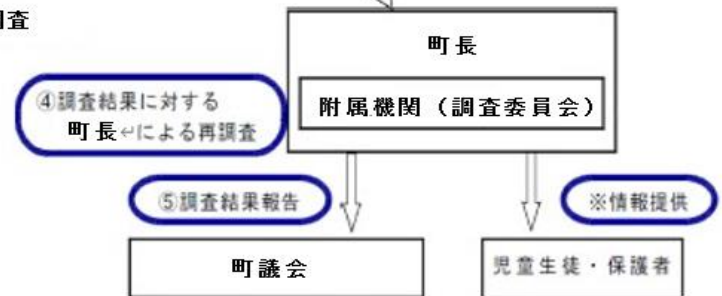 査
町長
附属機関（調査委員会）
④調査結果に対する
町長↵による再調査
⑤調査結果報告
※情報提供
町議会
児童生徒・保護者